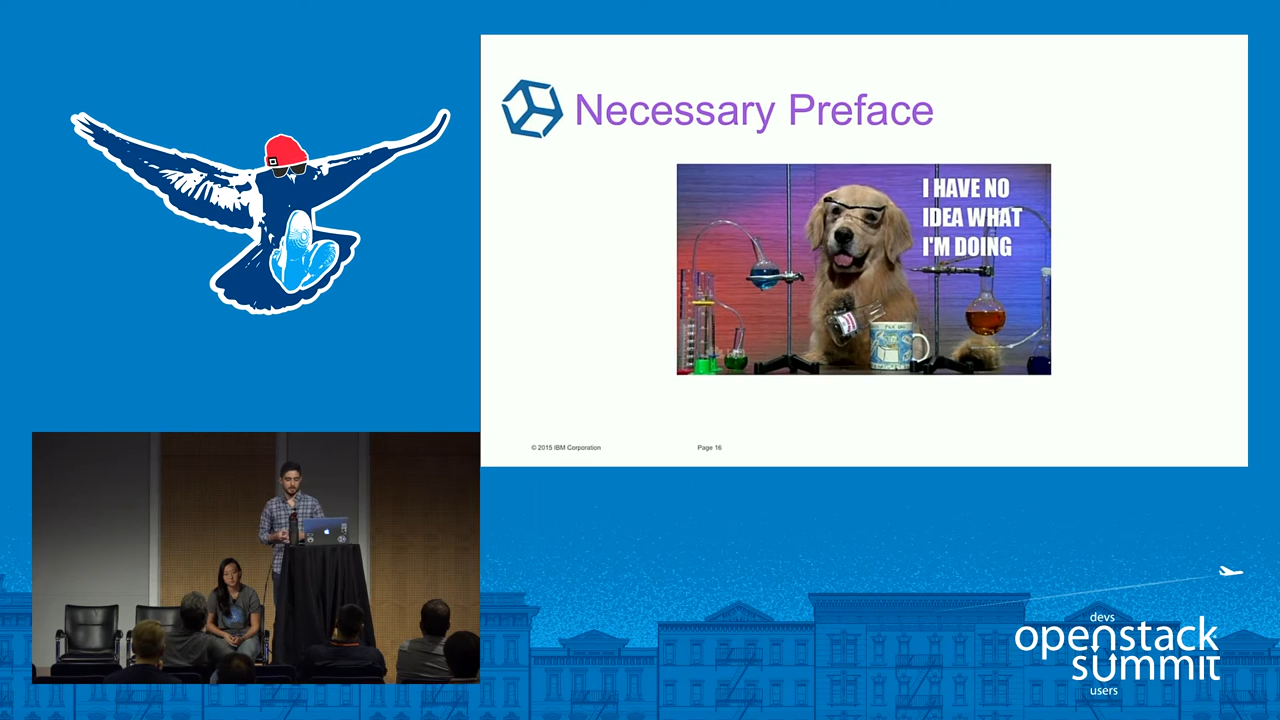 Necessary Preface
I HAVE NO
IDEA WHAT
I'M DOING
© 2015 IBM Corporation
Page 16
devs
openstack
summit
users